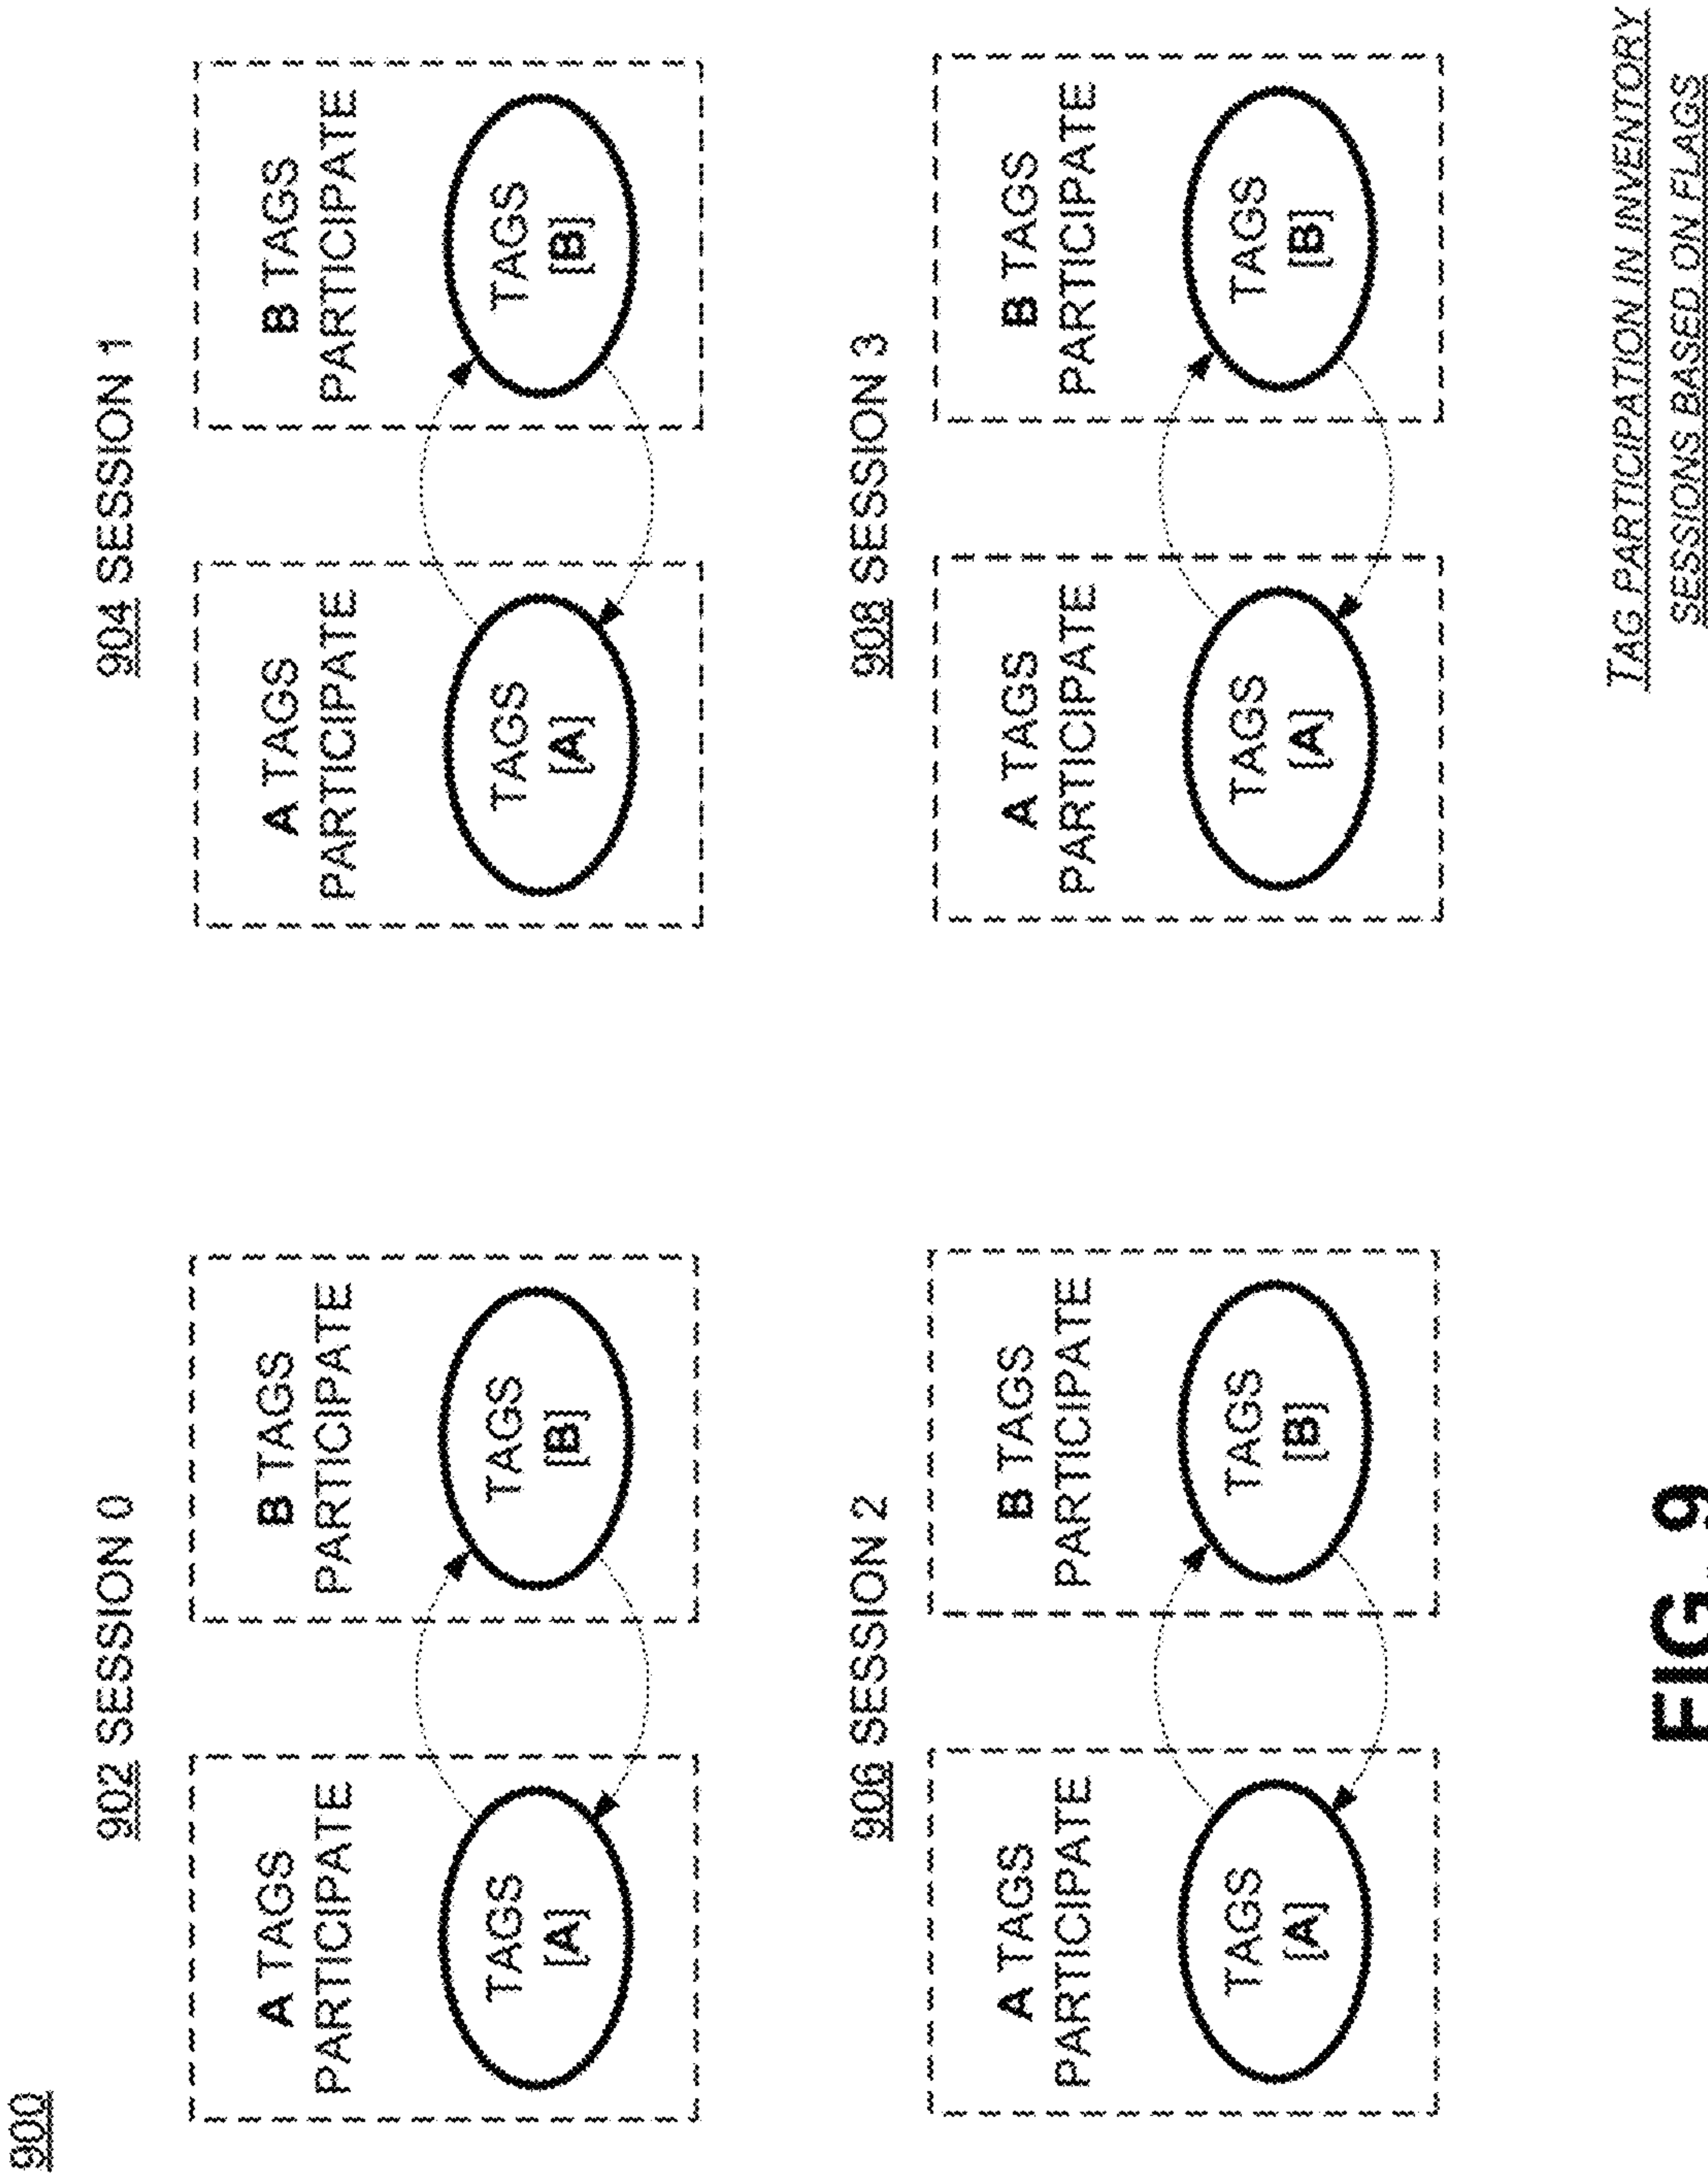 900
902 SESSION 0
A TAGS
PARTICIPATE
TAGS
[A]
B TAGS
PARTICIPATE
TAGS
[B]
904 SESSION 1
A TAGS
PARTICIPATE
TAGS
[A]
B TAGS
PARTICIPATE
TAGS
[B]
906 SESSION 2
A TAGS
PARTICIPATE
TAGS
[A]
B TAGS
PARTICIPATE
TAGS
[B]
908 SESSION 3
A TAGS
PARTICIPATE
TAGS
[A]
B TAGS
PARTICIPATE
TAGS
[B]
FIG. 9
TAG PARTICIPATION IN INVENTORY
SESSIONS BASED ON FLAGS